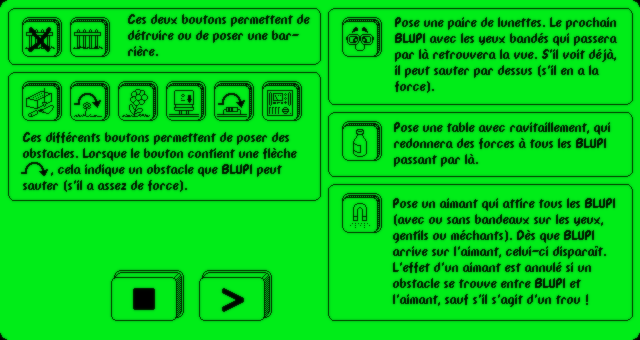 Ces deux boutons permettent de
détruire ou de poser une bar-
rière.
Ces différents boutons permettent de poser des
obstacles. Lorsque le bouton contient une flèche
, cela indique un obstacle que BLUPI peut
sauter (s'il a assez de force).
Pose une paire de lunettes. Le prochain
BLUPI avec les yeux bandés qui passera
par là retrouvera la vue. S'il voit déjà,
il peut sauter par dessus (s'il en a la
force).
Pose une table avec ravitaillement, qui
redonnera des forces à tous les BLUPI
passant par là.
Pose un aimant qui attire tous les BLUPI
(avec ou sans bandeaux sur les yeux,
gentils ou méchants). Dès que BLUPI
arrive sur l'aimant, celui-ci disparaît.
L'effet d'un aimant est annulé si un
obstacle se trouve entre BLUPI et
l'aimant, sauf s'il s'agit d'un trou !